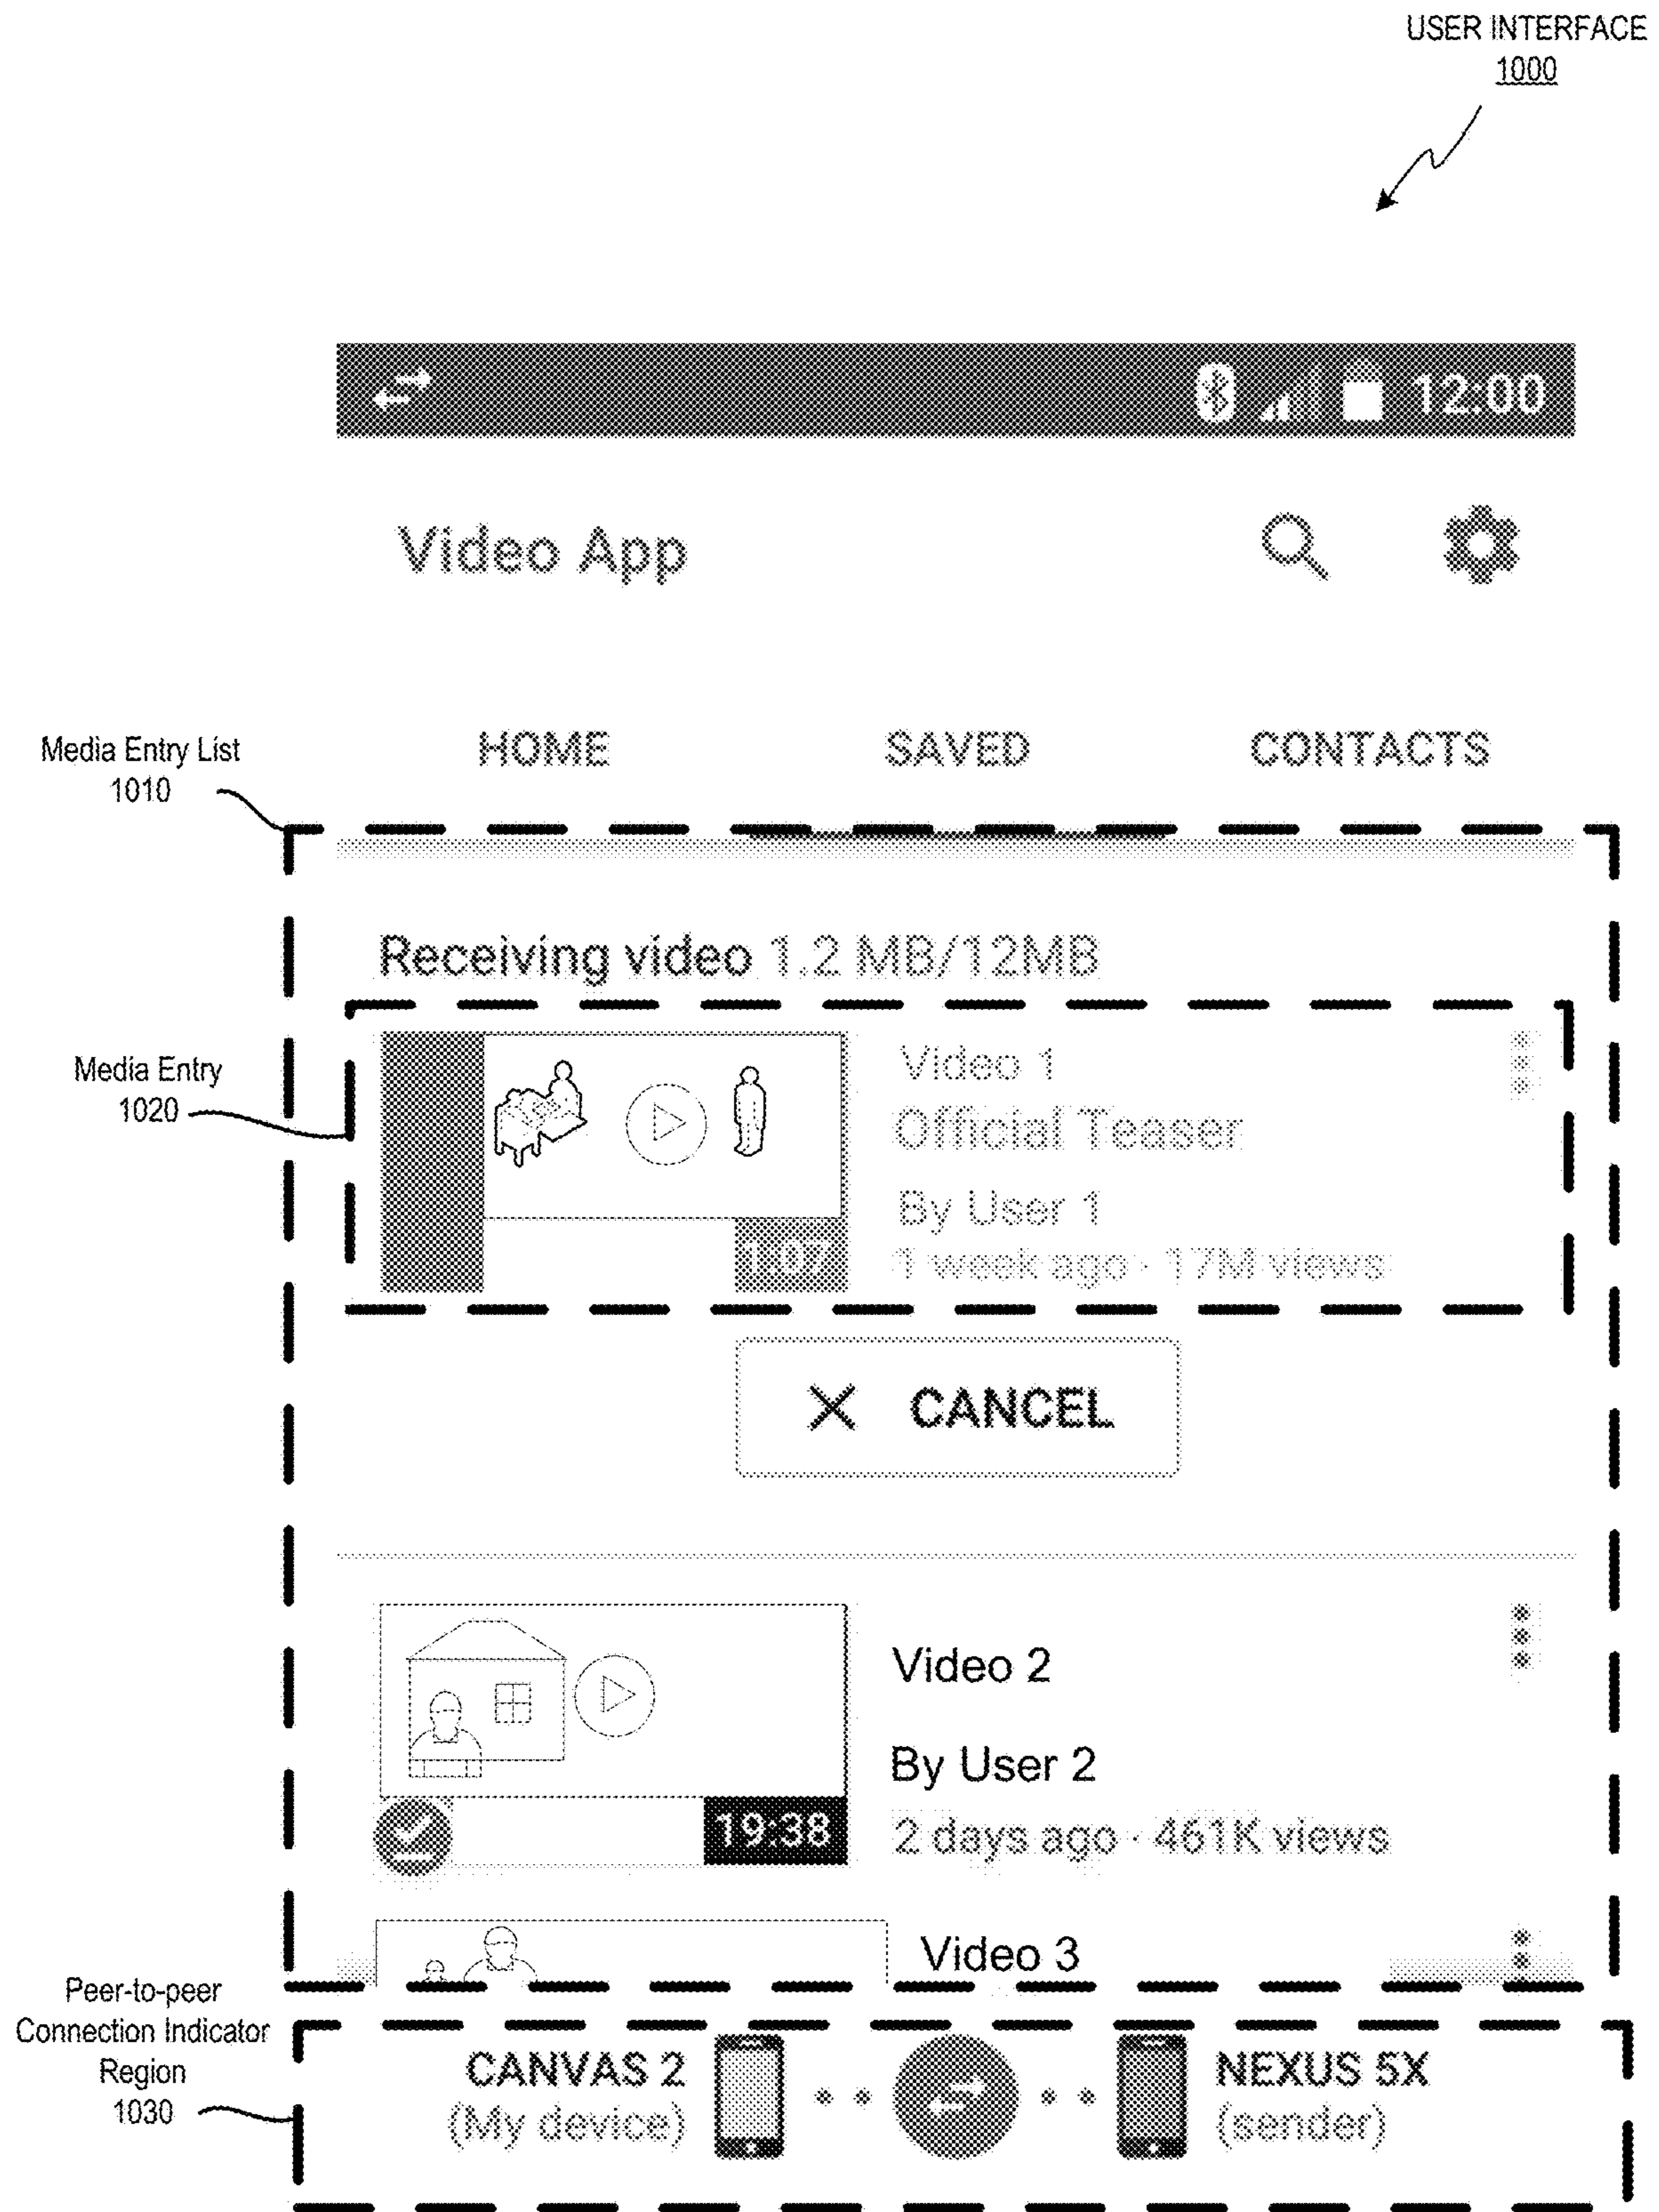 USER INTERFACE
1000
12:00
Video App
HOME SAVED CONTACTS
Media Entry List
1010
Receiving video 1.2 MB/12MB
Media Entry
1020
Video 1
Official Teaser
By User 1
1:07
1 week ago · 17M views
CANCEL
Video 2
By User 2
19:38
2 days ago · 461K views
Video 3
Peer-to-peer
Connection Indicator
Region
1030
CANVAS 2
(My device)
NEXUS 5X
(sender)